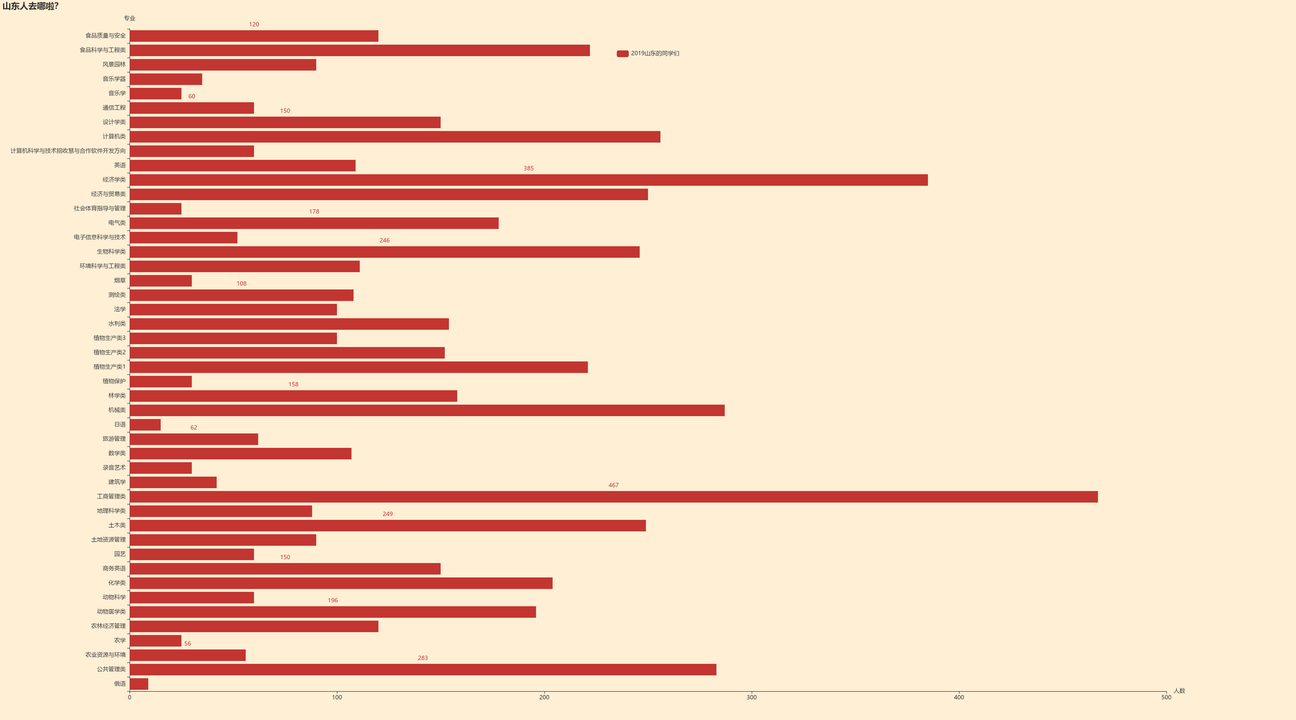 山东人去哪啦?
专业
120
食品质量与安全
食品科学与工程类
2019山东的同学们
风景园林
音乐学器
音乐学
60
通信工程
150
设计学类
计算机类
计算机科学与技术招收慧与合作软件开发方向
英语
385
经济学类
经济与贸易类
社会体育指导与管理
178
电气类
电子信息科学与技术
246
生物科学类
环境科学与工程类
烟草
108
测绘类
法学
水利类
植物生产类3
植物生产类2
植物生产类1
植物保护
158
林学类
机械类
日语
62
旅游管理
数学类
录音艺术
建筑学
467
工商管理类
地理科学类
249
土木类
土地资源管理
园艺
150
商务英语
化学类
动物科学
196
动物医学类
农林经济管理
农学
56
农业资源与环境
283
公共管理类
俄语
人数
0 100 200 300 400 500